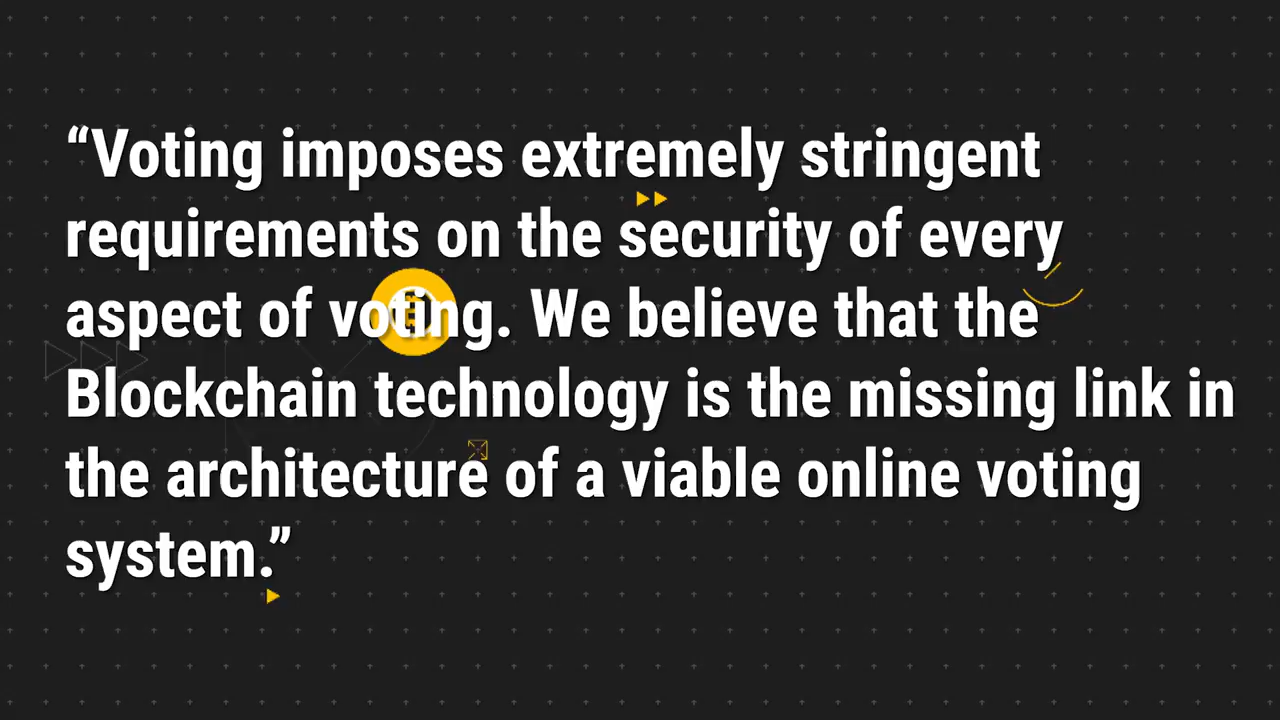 “Voting imposes extremely stringent
requirements on the security of every
aspect of voting. We believe that the
Blockchain technology is the missing link in
the architecture of a viable online voting
system.”